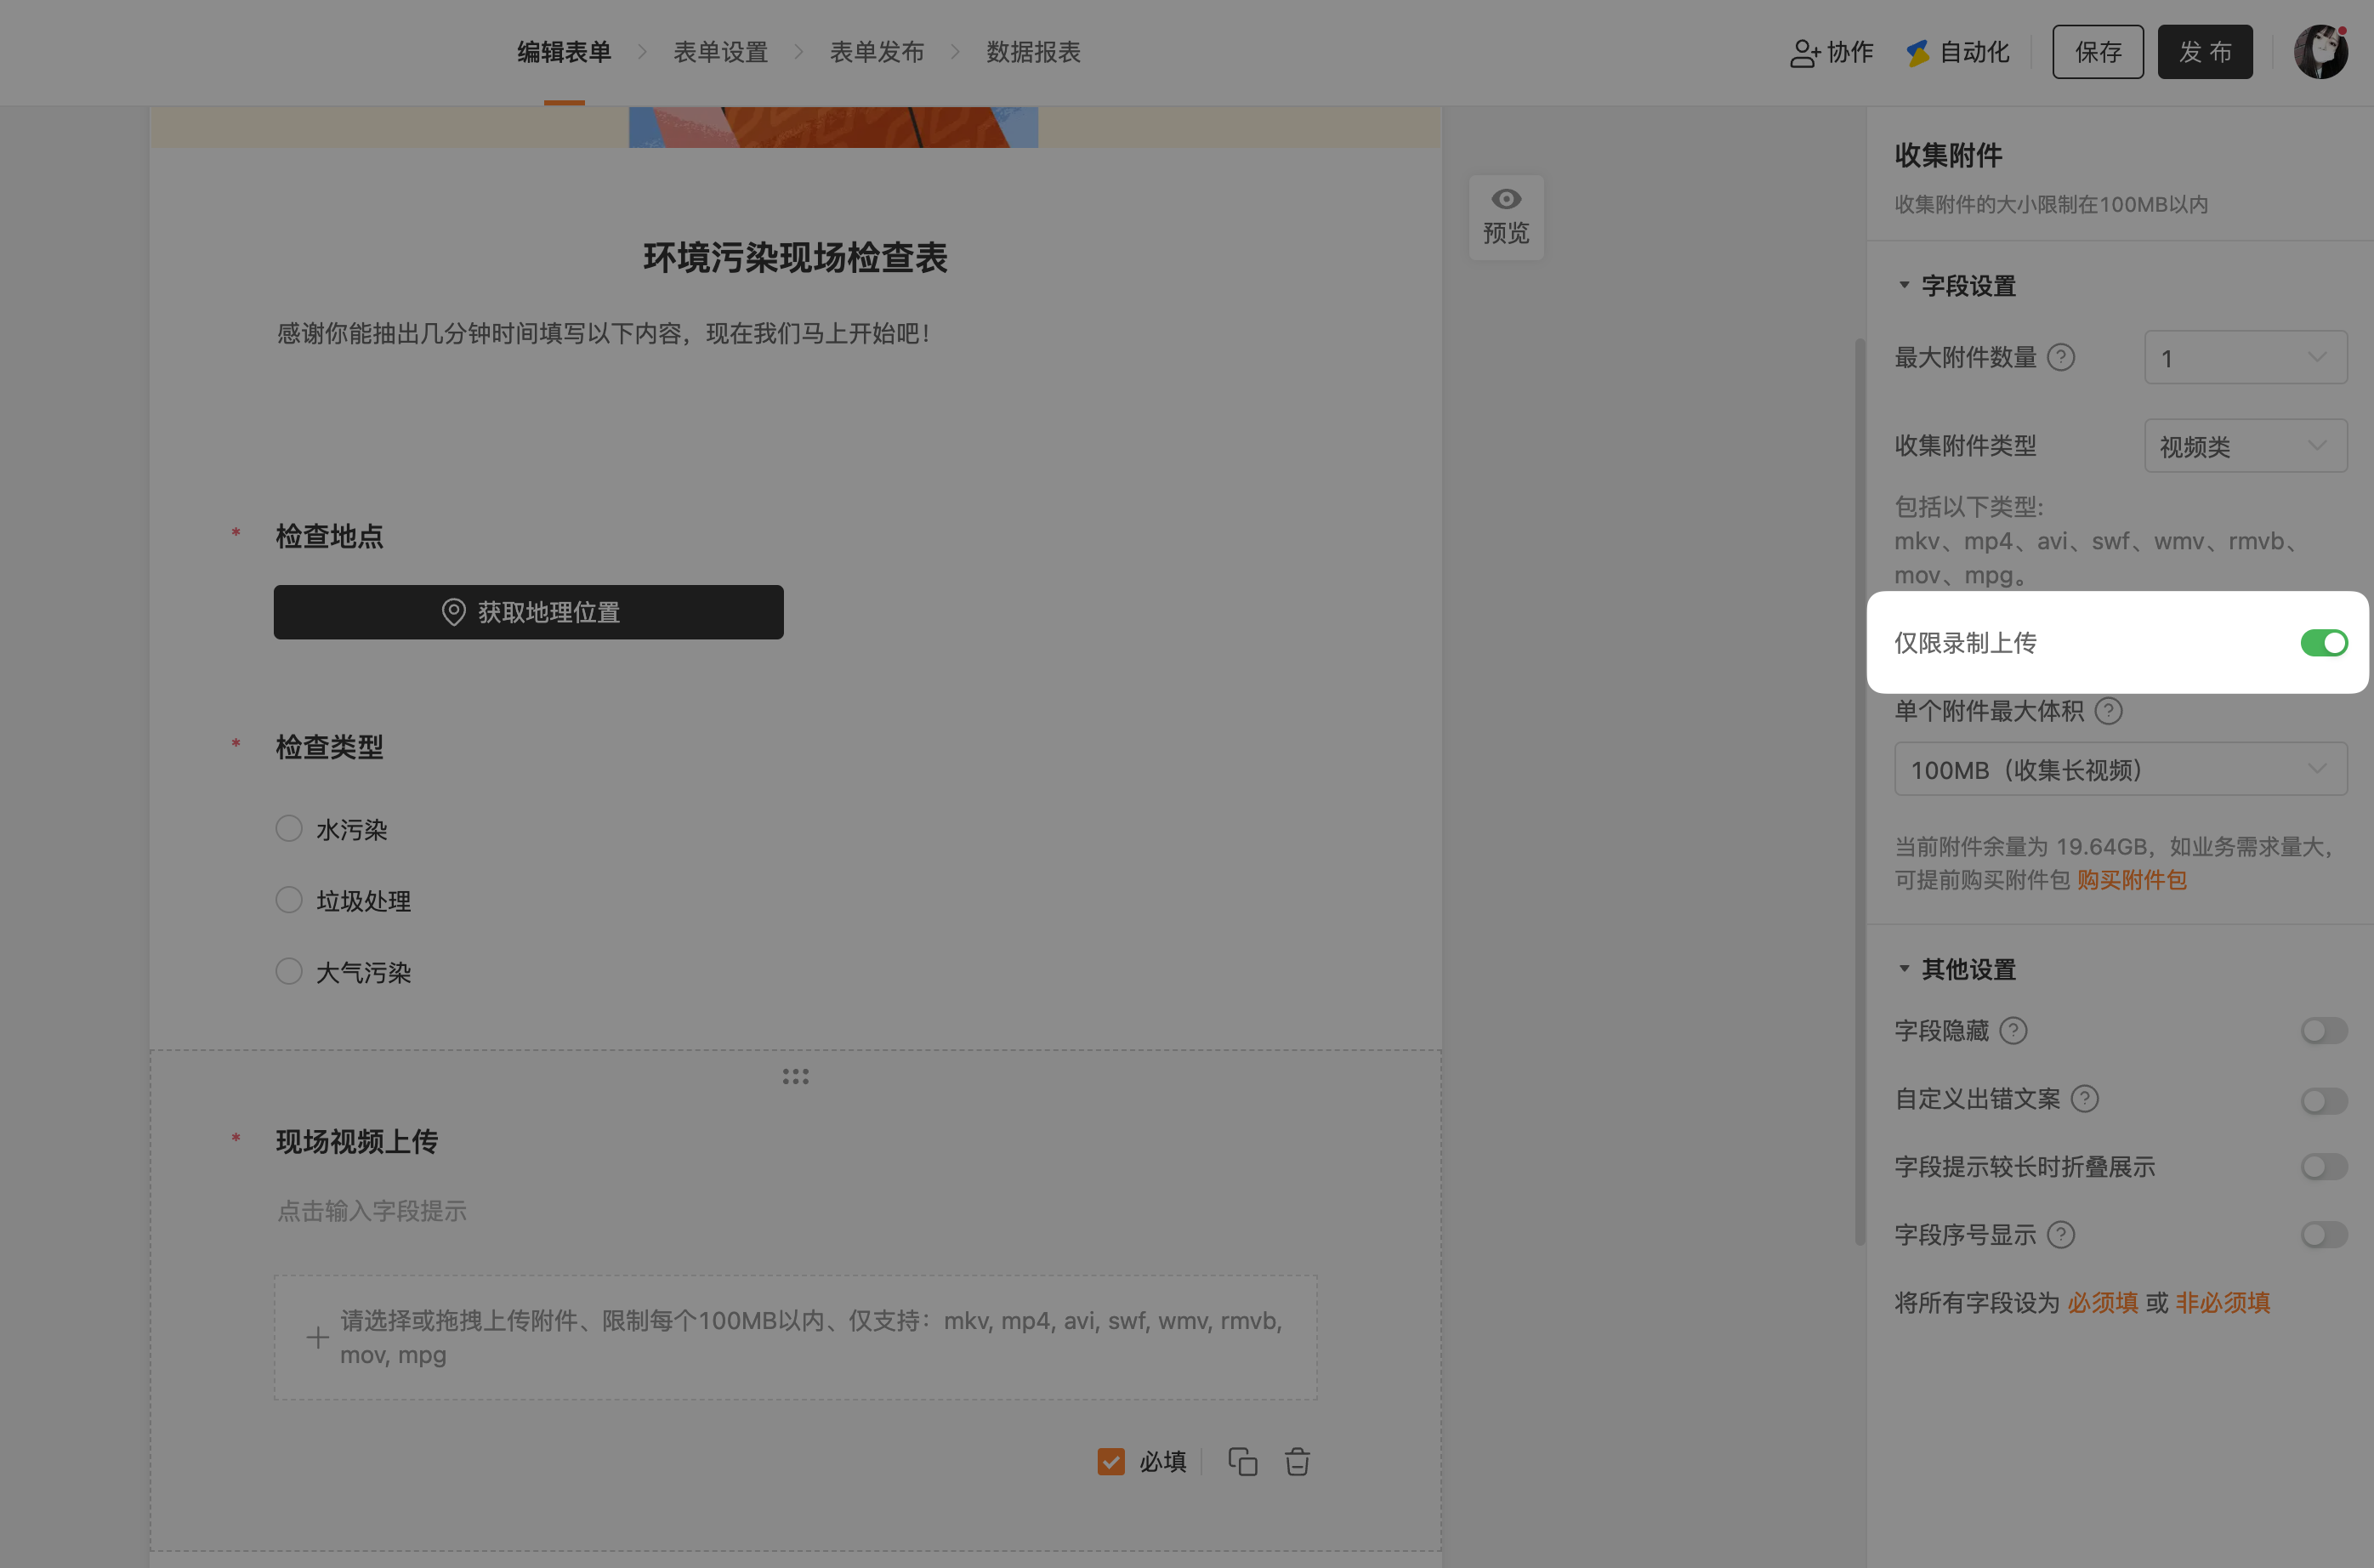 编辑表单 表单设置 表单发布 数据报表
协作 自动化 保存 发布
预览
环境污染现场检查表
感谢你能抽出几分钟时间填写以下内容，现在我们马上开始吧！
* 检查地点
获取地理位置
* 检查类型
水污染
垃圾处理
大气污染
* 现场视频上传
点击输入字段提示
请选择或拖拽上传附件、限制每个100MB以内、仅支持：mkv, mp4, avi, swf, wmv, rmvb,
mov, mpg
必填
收集附件
收集附件的大小限制在100MB以内
字段设置
最大附件数量 ? 1
收集附件类型 视频类
包括以下类型:
mkv、mp4、avi、swf、wmv、rmvb、
mov、mpg。
仅限录制上传
单个附件最大体积 ?
100MB（收集长视频）
当前附件余量为 19.64GB，如业务需求量大，
可提前购买附件包 购买附件包
其他设置
字段隐藏 ?
自定义出错文案 ?
字段提示较长时折叠展示
字段序号显示 ?
将所有字段设为 必须填 或 非必须填